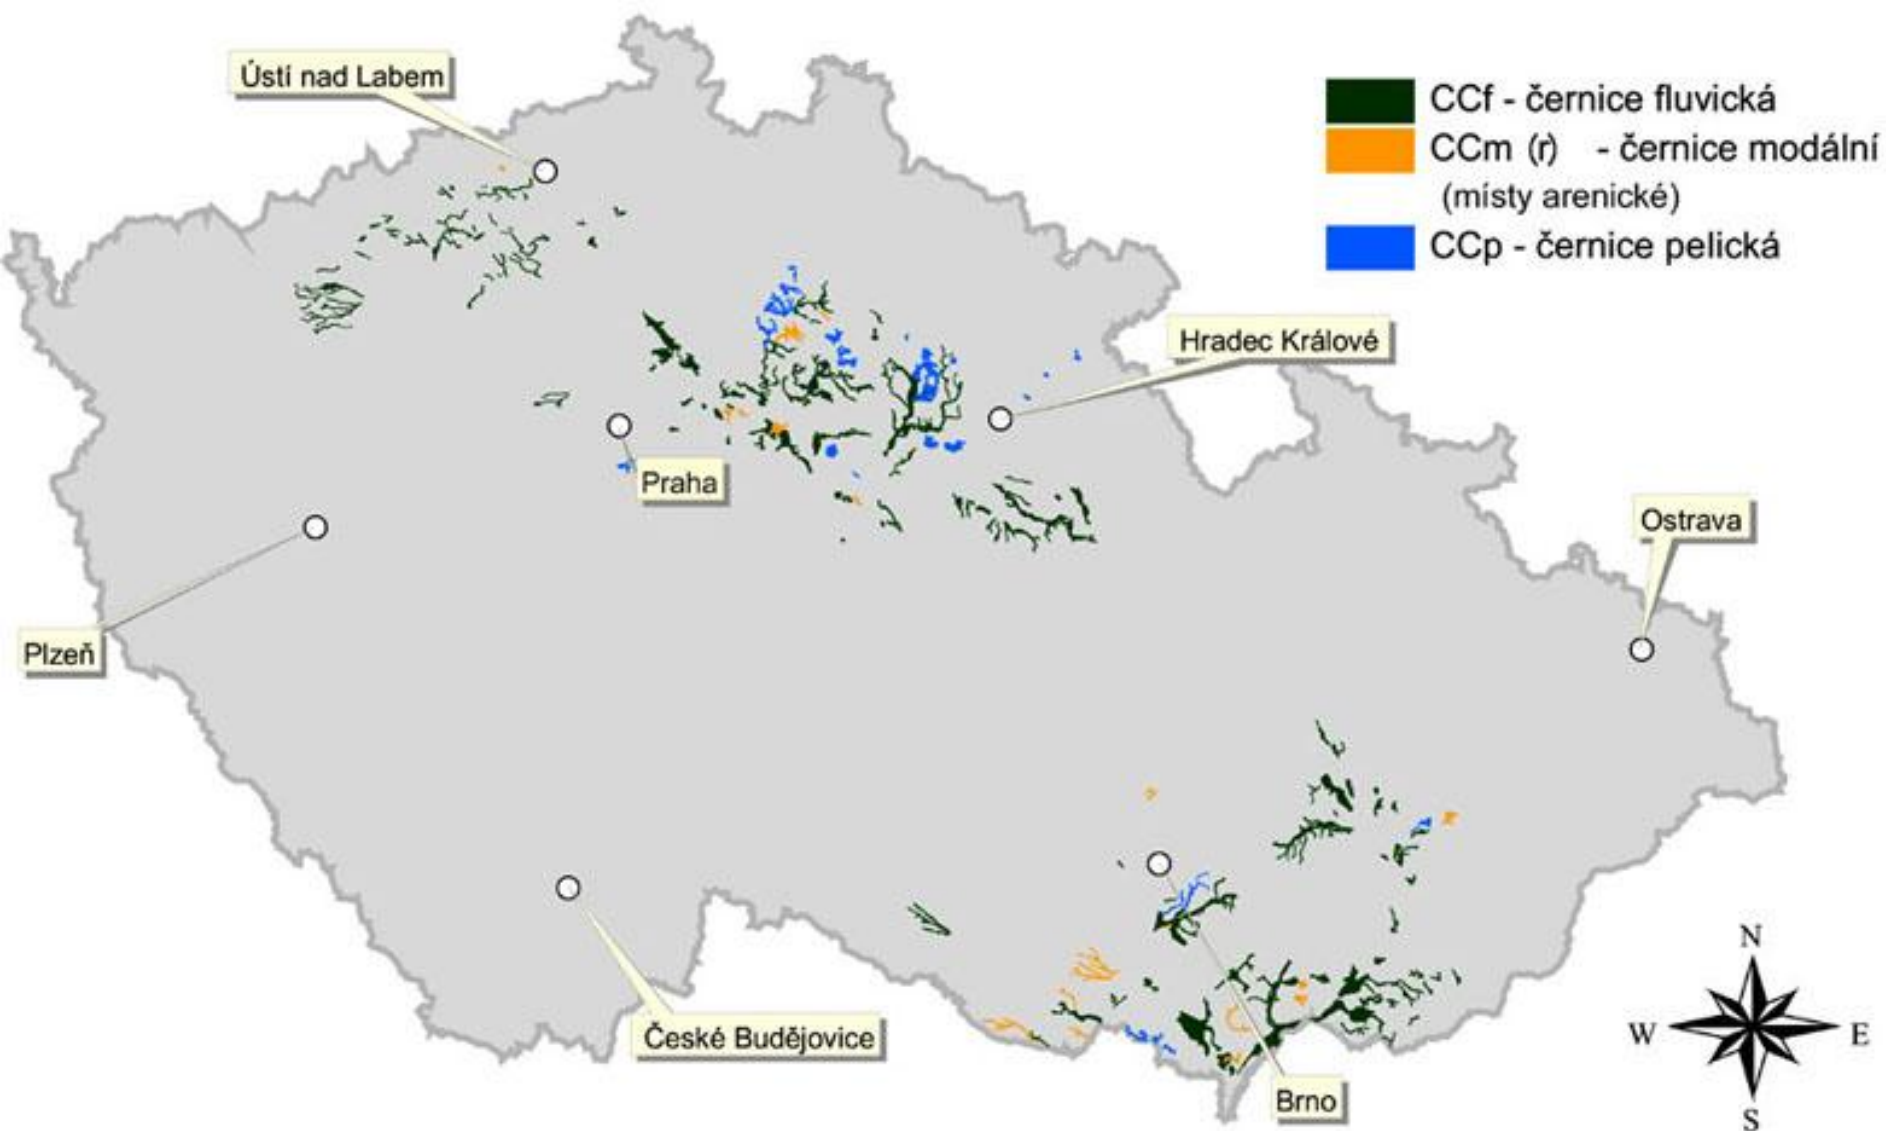 Ústí nad Labem
CCf - černice fluvická
CCm (r) - černice modální
(místy arenické)
CCp - černice pelická
Hradec Králové
Praha
Ostrava
Plzeň
České Budějovice
Brno
N
W
E
S